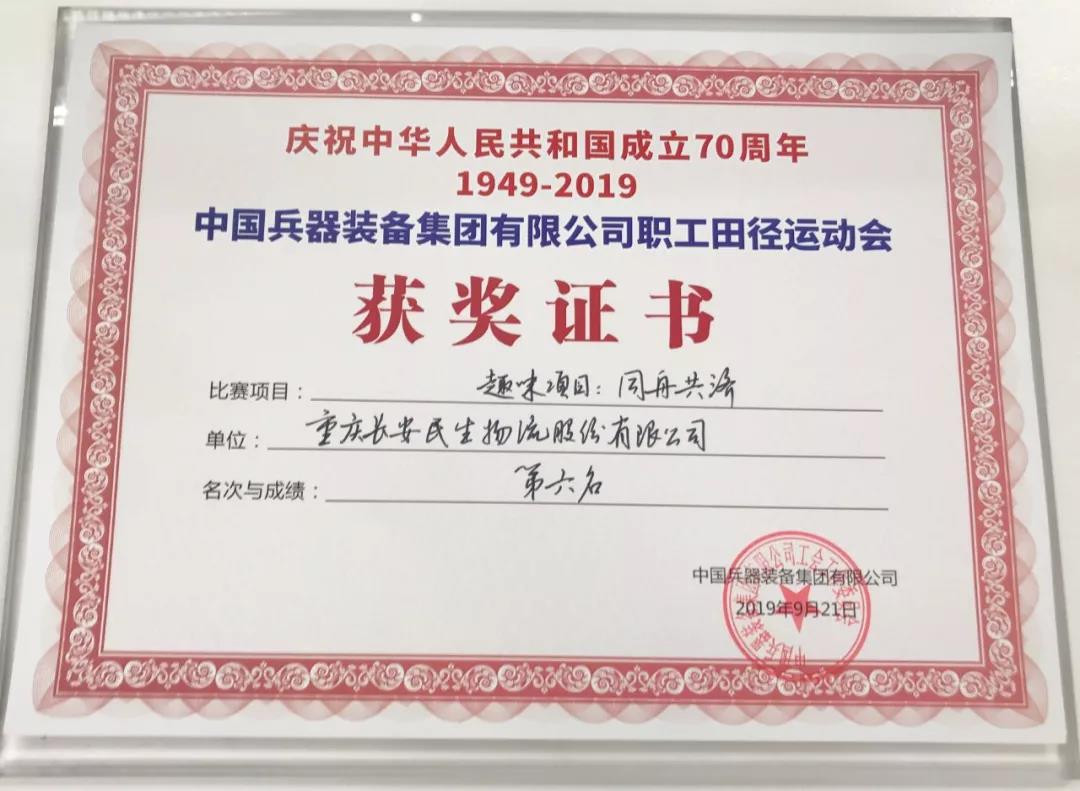 庆祝中华人民共和国成立70周年
1949-2019
中国兵器装备集团有限公司职工田径运动会
获奖证书
比赛项目：趣味项目：同舟共济
单位：重庆长安民生物流股份有限公司
名次与成绩：第六名
中国兵器装备集团有限公司
2019年9月21日